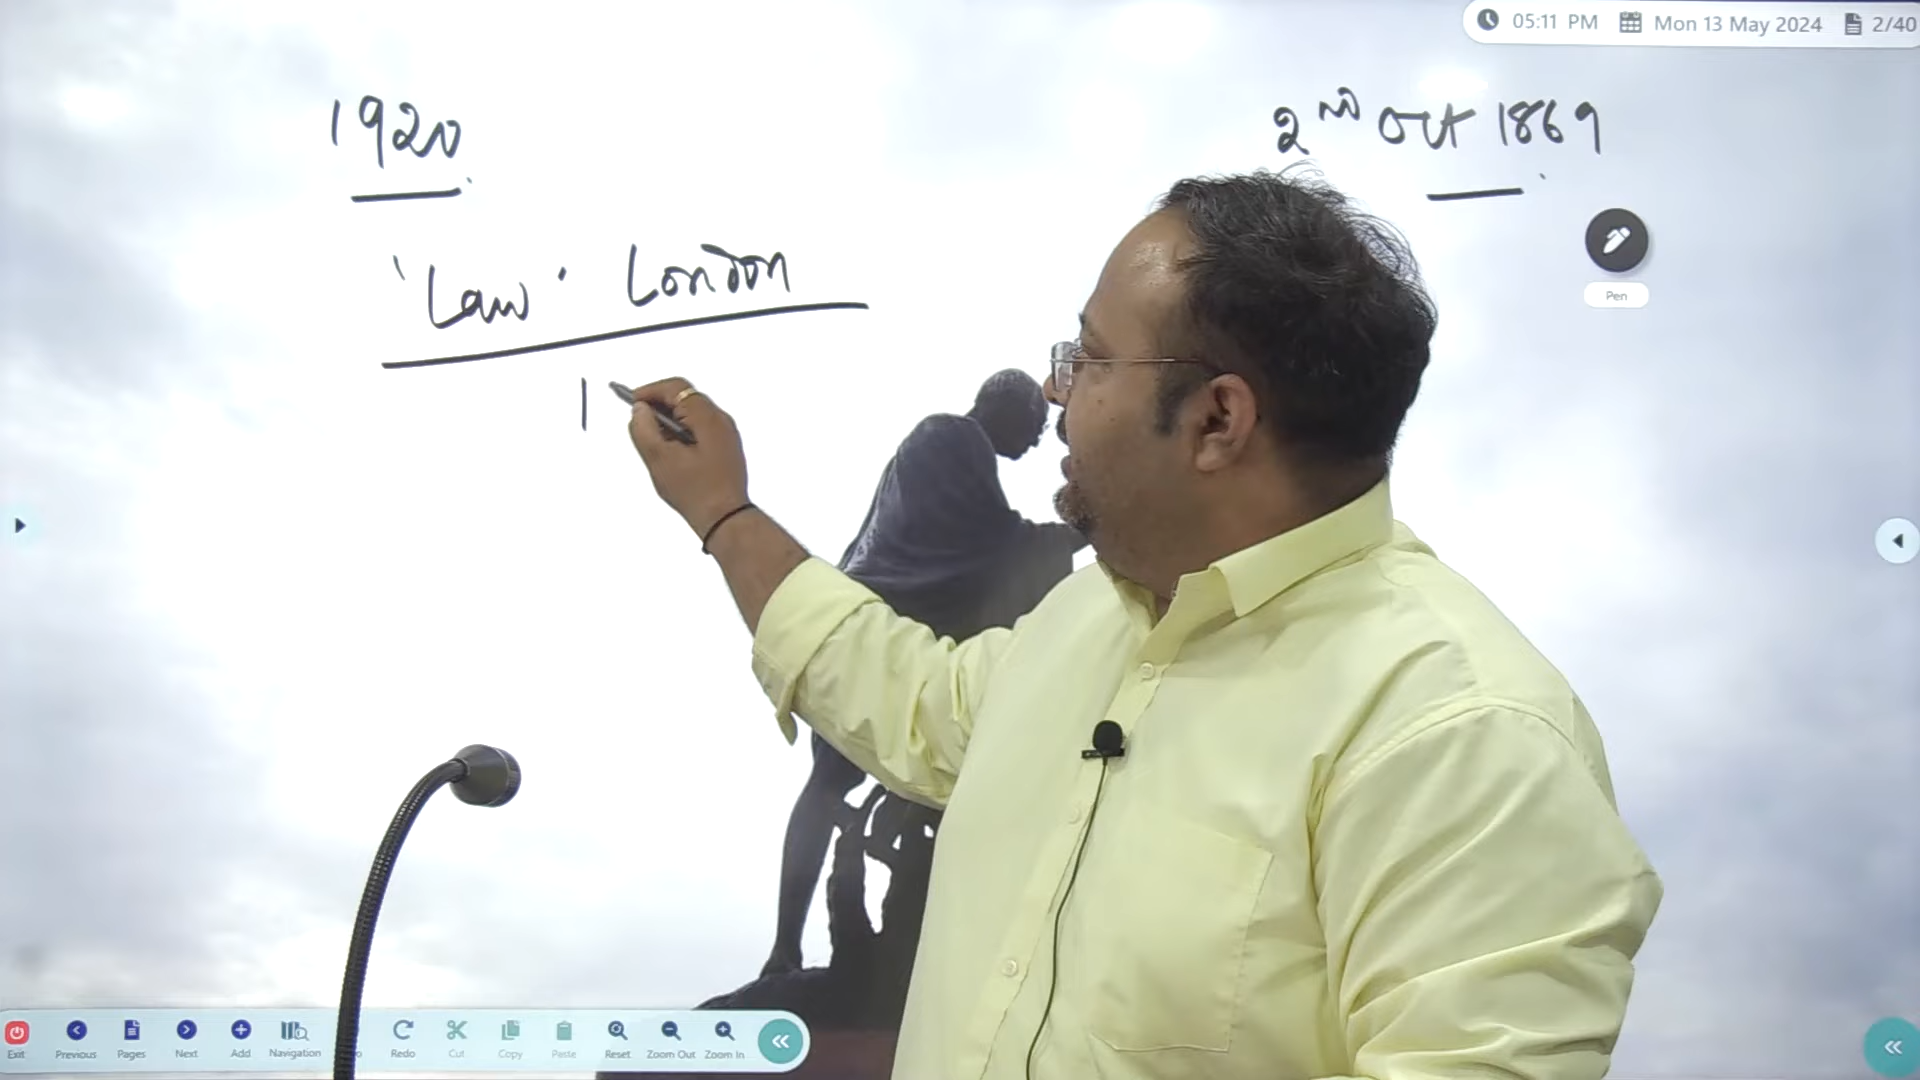 05:11 PM Mon 13 May 2024 2/40
1920
2nd Oct 1869
'Law' London
Pen
1
Exit Previous Pages Next Add Navigation Redo Cut Copy Paste Reset Zoom Out Zoom In